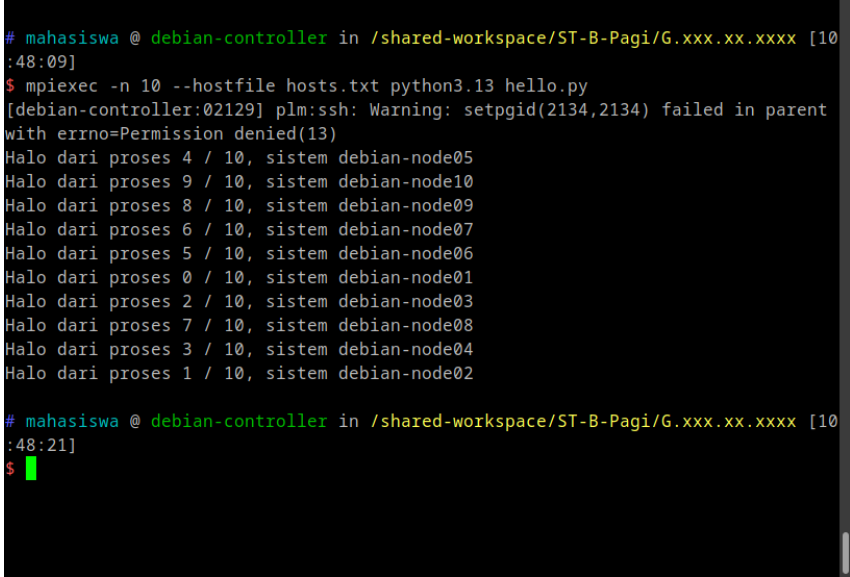 # mahasiswa @ debian-controller in /shared-workspace/ST-B-Pagi/G.xxx.xx.xxxx [10
:48:09]
$ mpiexec -n 10 --hostfile hosts.txt python3.13 hello.py
[debian-controller:02129] plm:ssh: Warning: setpgid(2134,2134) failed in parent
with errno=Permission denied(13)
Halo dari proses 4 / 10, sistem debian-node05
Halo dari proses 9 / 10, sistem debian-node10
Halo dari proses 8 / 10, sistem debian-node09
Halo dari proses 6 / 10, sistem debian-node07
Halo dari proses 5 / 10, sistem debian-node06
Halo dari proses 0 / 10, sistem debian-node01
Halo dari proses 2 / 10, sistem debian-node03
Halo dari proses 7 / 10, sistem debian-node08
Halo dari proses 3 / 10, sistem debian-node04
Halo dari proses 1 / 10, sistem debian-node02
# mahasiswa @ debian-controller in /shared-workspace/ST-B-Pagi/G.xxx.xx.xxxx [10
:48:21]
$